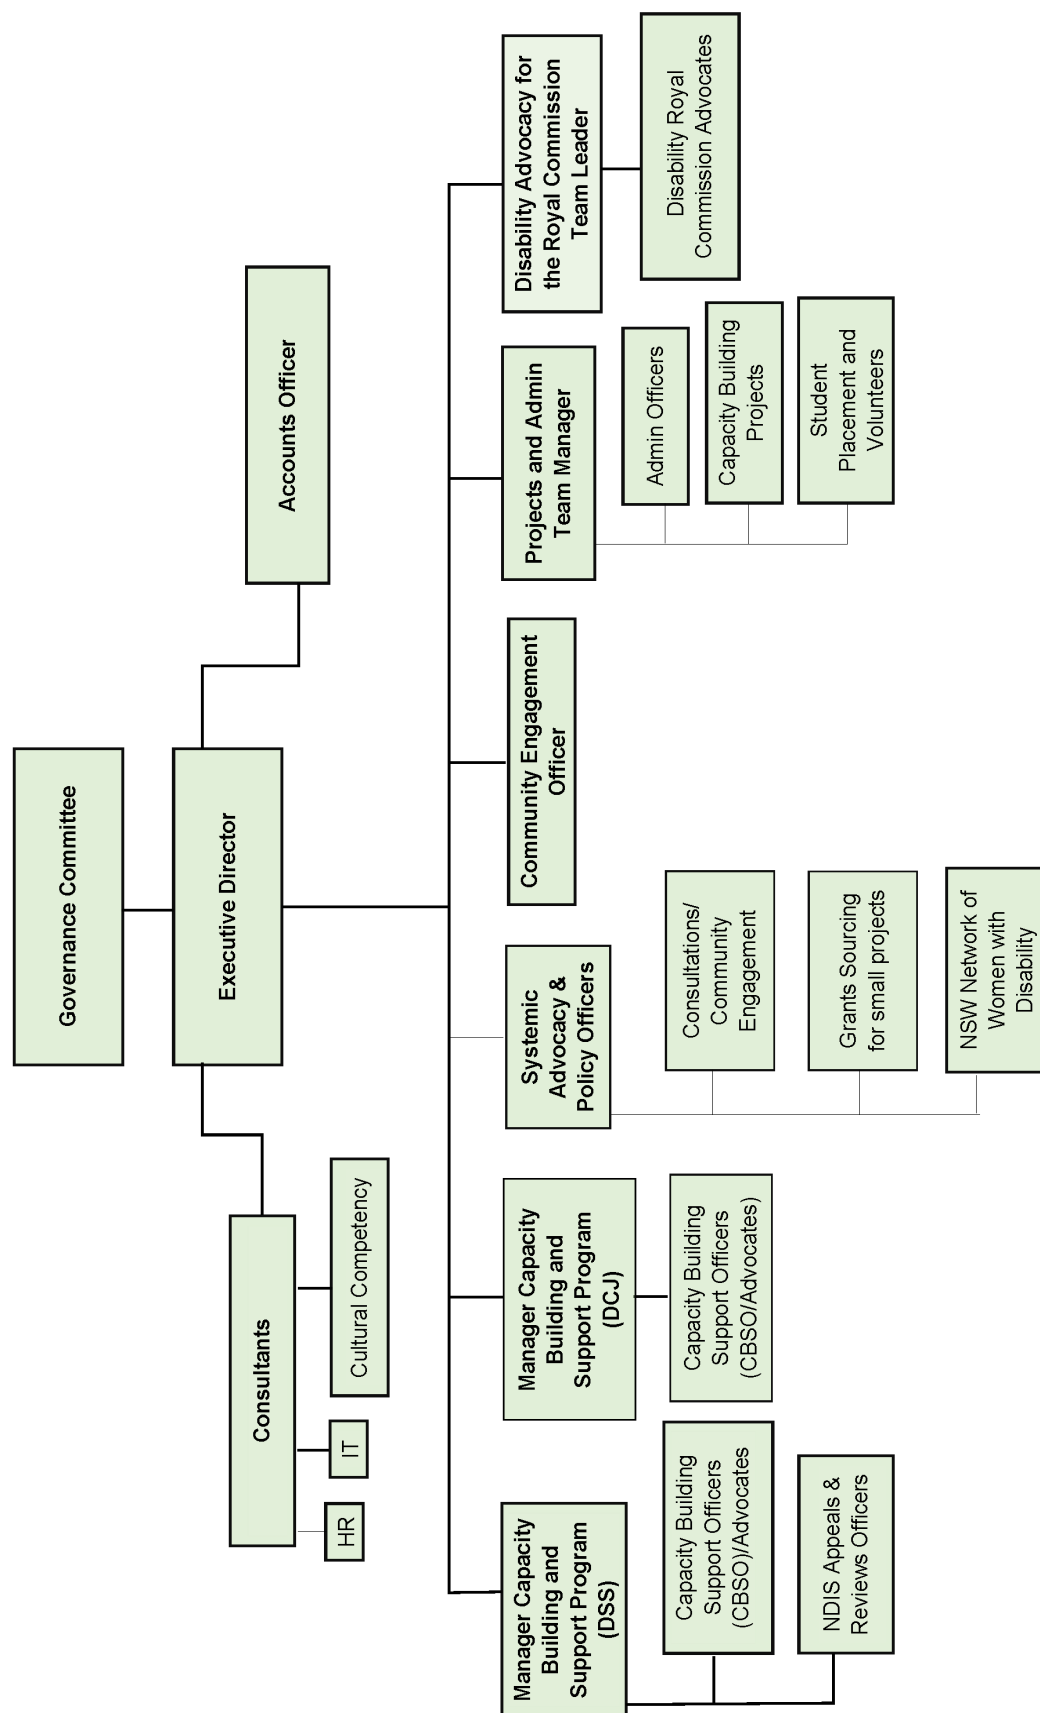 Governance Committee
Executive Director
Consultants
HR
IT
Cultural Competency
Accounts Officer
Manager Capacity
Building and
Support Program
(DSS)
Capacity Building
Support Officers
(CBSO)/Advocates
NDIS Appeals &
Reviews Officers
Manager Capacity
Building and
Support Program
(DCJ)
Capacity Building
Support Officers
(CBSO/Advocates)
Systemic
Advocacy &
Policy Officers
Consultations/
Community
Engagement
Grants Sourcing
for small projects
NSW Network of
Women with
Disability
Community Engagement
Officer
Projects and Admin
Team Manager
Admin Officers
Capacity Building
Projects
Student
Placement and
Volunteers
Disability Advocacy for
the Royal Commission
Team Leader
Disability Royal
Commission Advocates